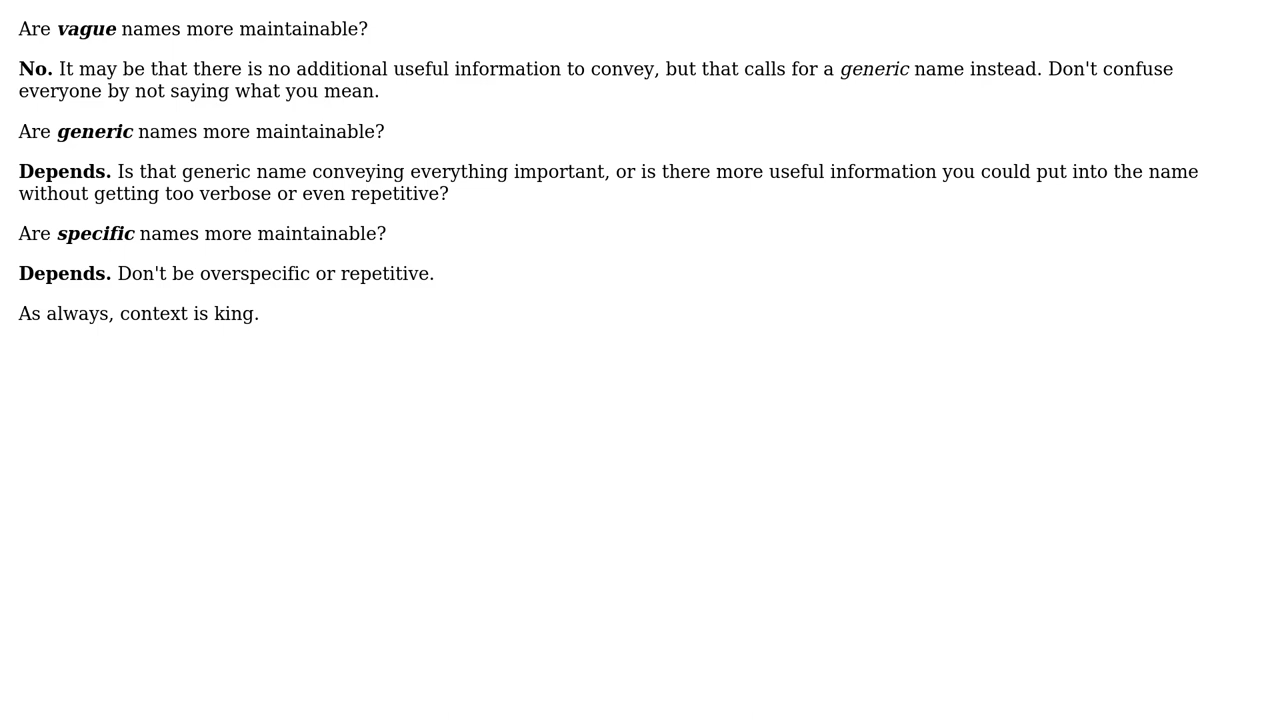 Are vague names more maintainable?
No. It may be that there is no additional useful information to convey, but that calls for a generic name instead. Don't confuse
everyone by not saying what you mean.
Are generic names more maintainable?
Depends. Is that generic name conveying everything important, or is there more useful information you could put into the name
without getting too verbose or even repetitive?
Are specific names more maintainable?
Depends. Don't be overspecific or repetitive.
As always, context is king.